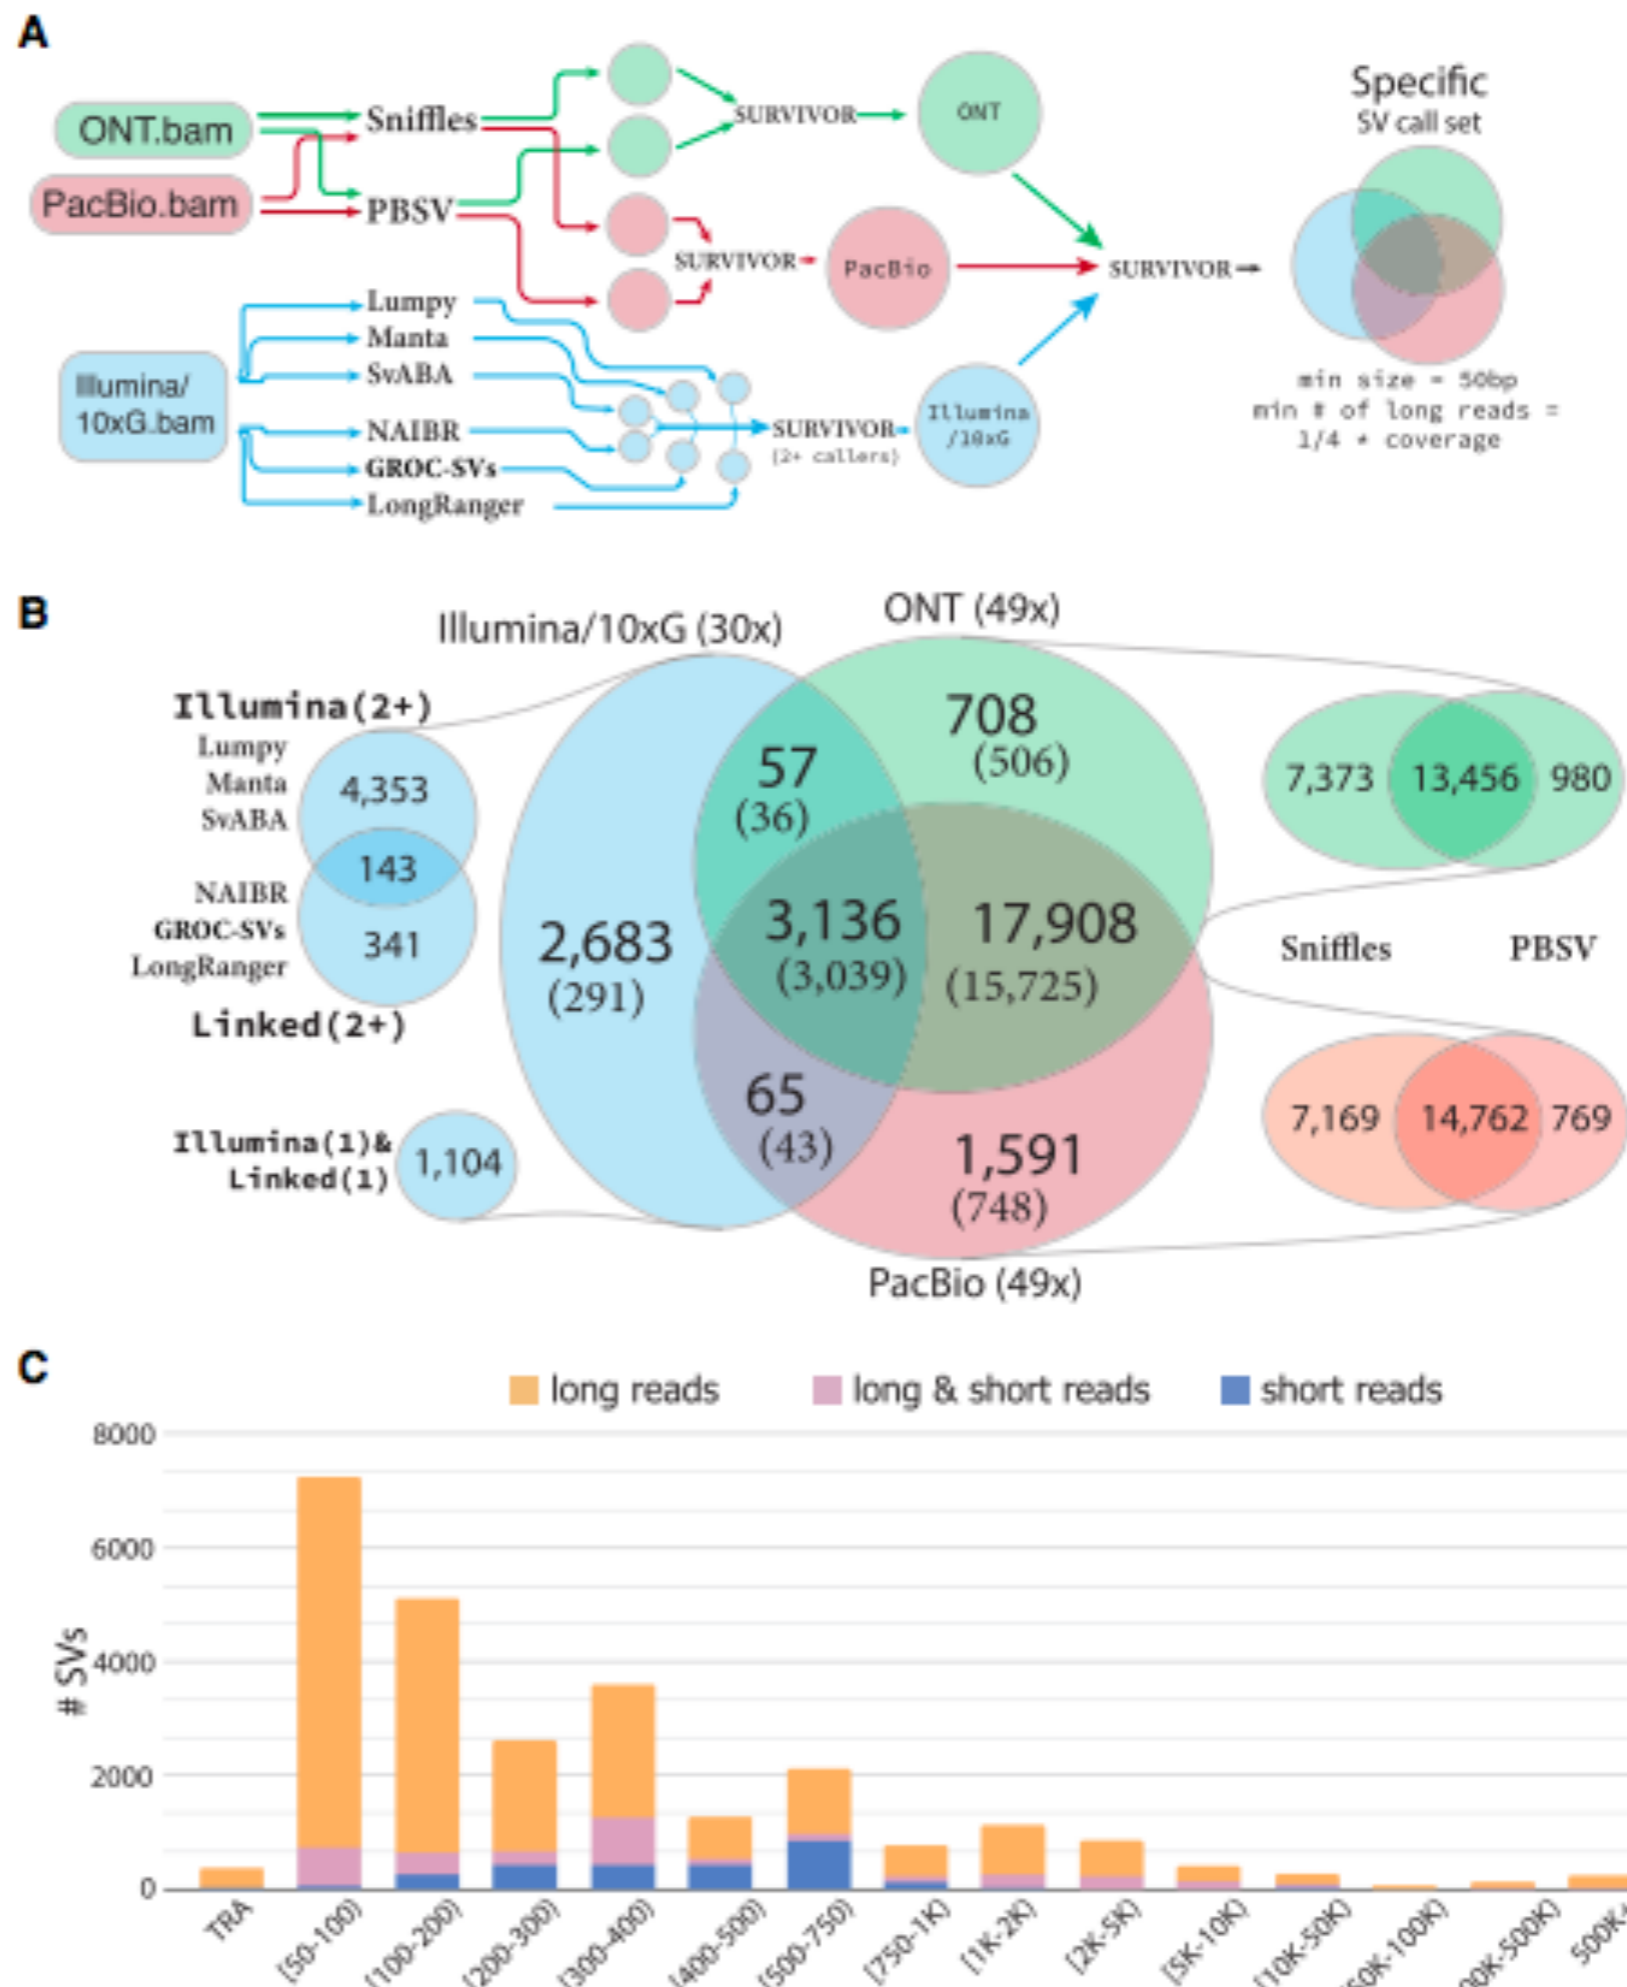 A
ONT.bam
PacBio.bam
Illumina/
10xG.bam
Sniffles
PBSV
Lumpy
Manta
SvABA
NAIBR
GROC-SVs
LongRanger
SURVIVOR
SURVIVOR
SURVIVOR
(2+ callers)
ONT
PacBio
Illumina
/10xG
SURVIVOR
Specific
SV call set
min size = 50bp
min # of long reads =
1/4 * coverage
B
Illumina/10xG (30x)
ONT (49x)
Illumina(2+)
Lumpy
Manta
SvABA
4,353
143
NAIBR
GROC-SVs
LongRanger
341
Linked(2+)
Illumina(1)&
Linked(1)
1,104
708
(506)
57
(36)
2,683
(291)
3,136
(3,039)
17,908
(15,725)
65
(43)
1,591
(748)
PacBio (49x)
7,373 13,456 980
Sniffles PBSV
7,169 14,762 769
C
long reads long & short reads short reads
# SVs
8000
6000
4000
2000
0
TRA
[50-100)
[100-200)
[200-300)
[300-400)
[400-500)
[500-750)
[750-1K)
[1K-2K)
[2K-5K)
[5K-10K)
[10K-50K)
50K-100K)
00K-500K)
500K+